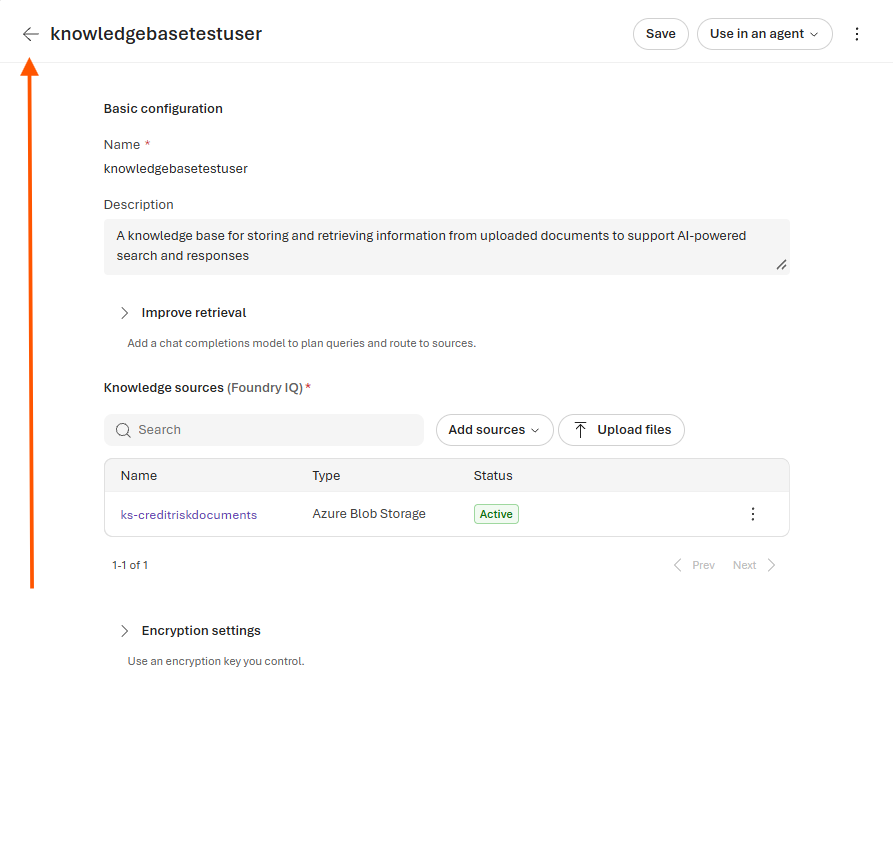 knowledgebasetestuser
Save
Use in an agent
Basic configuration
Name *
knowledgebasetestuser
Description
A knowledge base for storing and retrieving information from uploaded documents to support AI-powered
search and responses
Improve retrieval
Add a chat completions model to plan queries and route to sources.
Knowledge sources (Foundry IQ)*
Search
Add sources
Upload files
Name Type Status
ks-creditriskdocuments Azure Blob Storage Active
1-1 of 1
Prev
Next
Encryption settings
Use an encryption key you control.